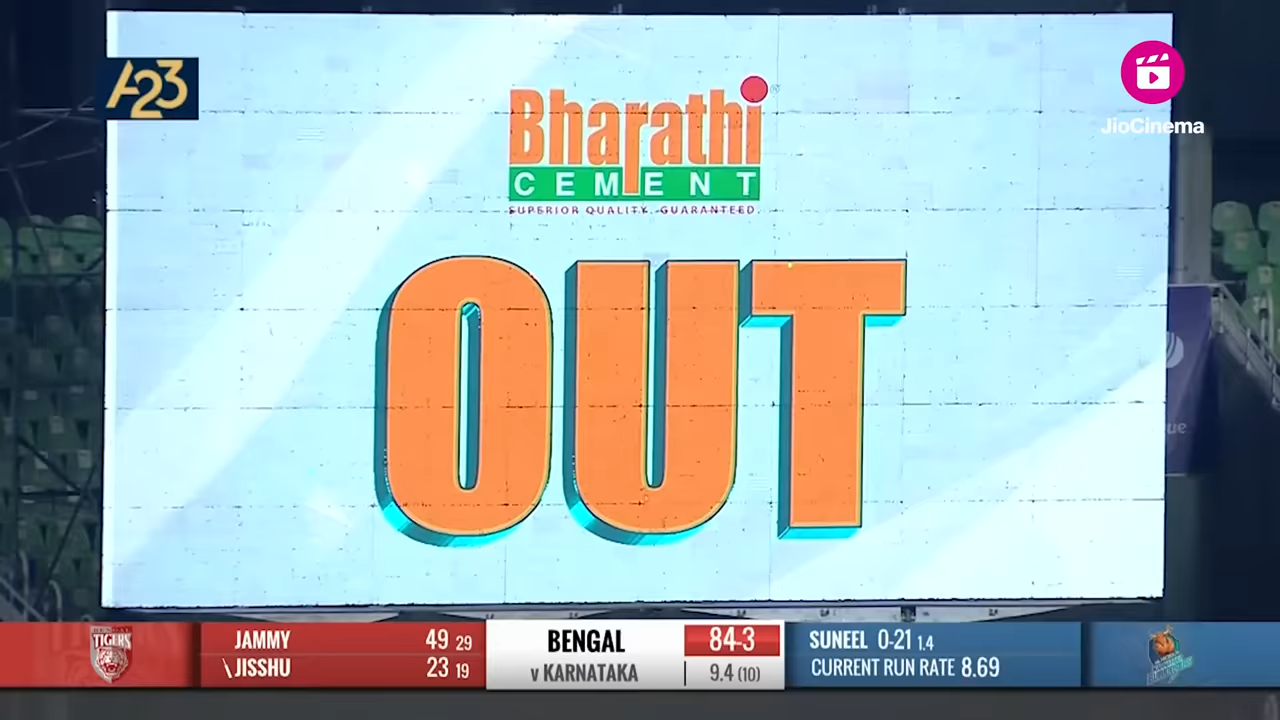 A23
JioCinema
Bharathi
CEMENT
SUPERIOR QUALITY. GUARANTEED.
OUT
ue
TIGERS
JAMMY 49 29
BENGAL 84-3
SUNEEL 0-21 1.4
JISSHU 23 19
v KARNATAKA 9.4 (10)
CURRENT RUN RATE 8.69